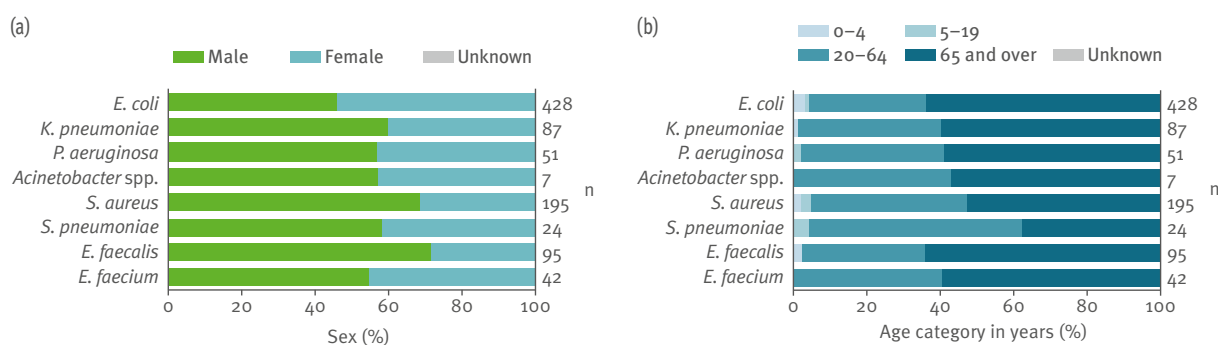 (a)
Male Female Unknown
E. coli 428
K. pneumoniae 87
P. aeruginosa 51
Acinetobacter spp. 7
S. aureus 195
S. pneumoniae 24
E. faecalis 95
E. faecium 42
n
0 20 40 60 80 100
Sex (%)
(b)
0–4 5–19
20–64 65 and over Unknown
E. coli 428
K. pneumoniae 87
P. aeruginosa 51
Acinetobacter spp. 7
S. aureus 195
S. pneumoniae 24
E. faecalis 95
E. faecium 42
n
0 20 40 60 80 100
Age category in years (%)